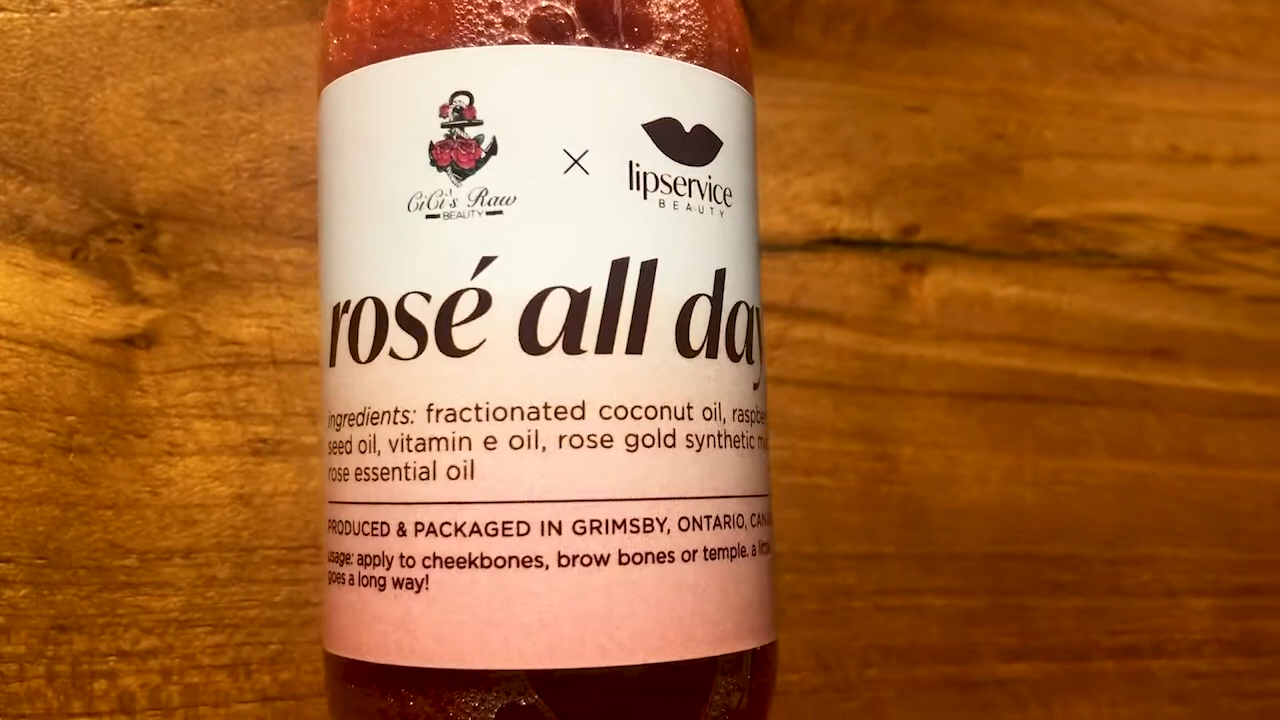 CiCi's Raw
BEAUTY
×
lipservice
BEAUTY
rosé all day
ingredients: fractionated coconut oil,
seed oil, vitamin e oil, rose gold synthetic
rose essential oil
PRODUCED & PACKAGED IN GRIMSBY, ONTARIO,
usage: apply to cheekbones, brow bones or temple. a little
goes a long way!